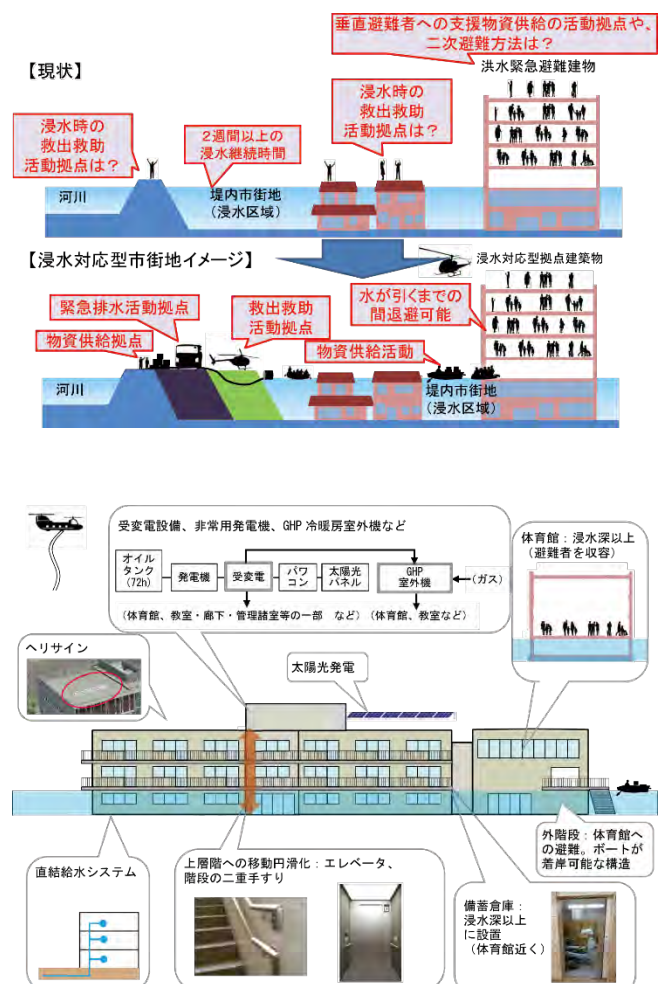 垂直避難者への支援物資供給の活動拠点や、
二次避難方法は？
【現状】
洪水緊急避難建物
浸水時の
救出救助
活動拠点は？
2週間以上の
浸水継続時間
浸水時の
救出救助
活動拠点は？
河川
堤内市街地
（浸水区域）
【浸水対応型市街地イメージ】
浸水対応型拠点建築物
緊急排水活動拠点
物資供給拠点
救出救助
活動拠点
水が引くまでの
間退避可能
物資供給活動
河川
堤内市街地
（浸水区域）
受変電設備、非常用発電機、GHP 冷暖房室外機など
オイル
タンク
(72h)
発電機
受変電
パワ
コン
太陽光
パネル
GHP
室外機
（ガス）
（体育館、教室・廊下・管理諸室等の一部　など）
（体育館、教室など）
体育館：浸水深以上
（避難者を収容）
ヘリサイン
太陽光発電
直結給水システム
上層階への移動円滑化：エレベータ、
階段の二重手すり
備蓄倉庫：
浸水深以上
に設置
（体育館近く）
外階段：体育館へ
の避難。ボートが
着岸可能な構造